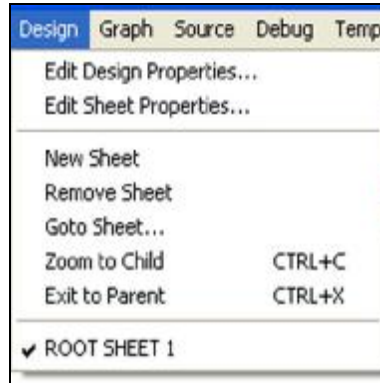 Design Graph Source Debug Temp
Edit Design Properties...
Edit Sheet Properties...
New Sheet
Remove Sheet
Goto Sheet...
Zoom to Child CTRL+C
Exit to Parent CTRL+X
✔ ROOT SHEET 1